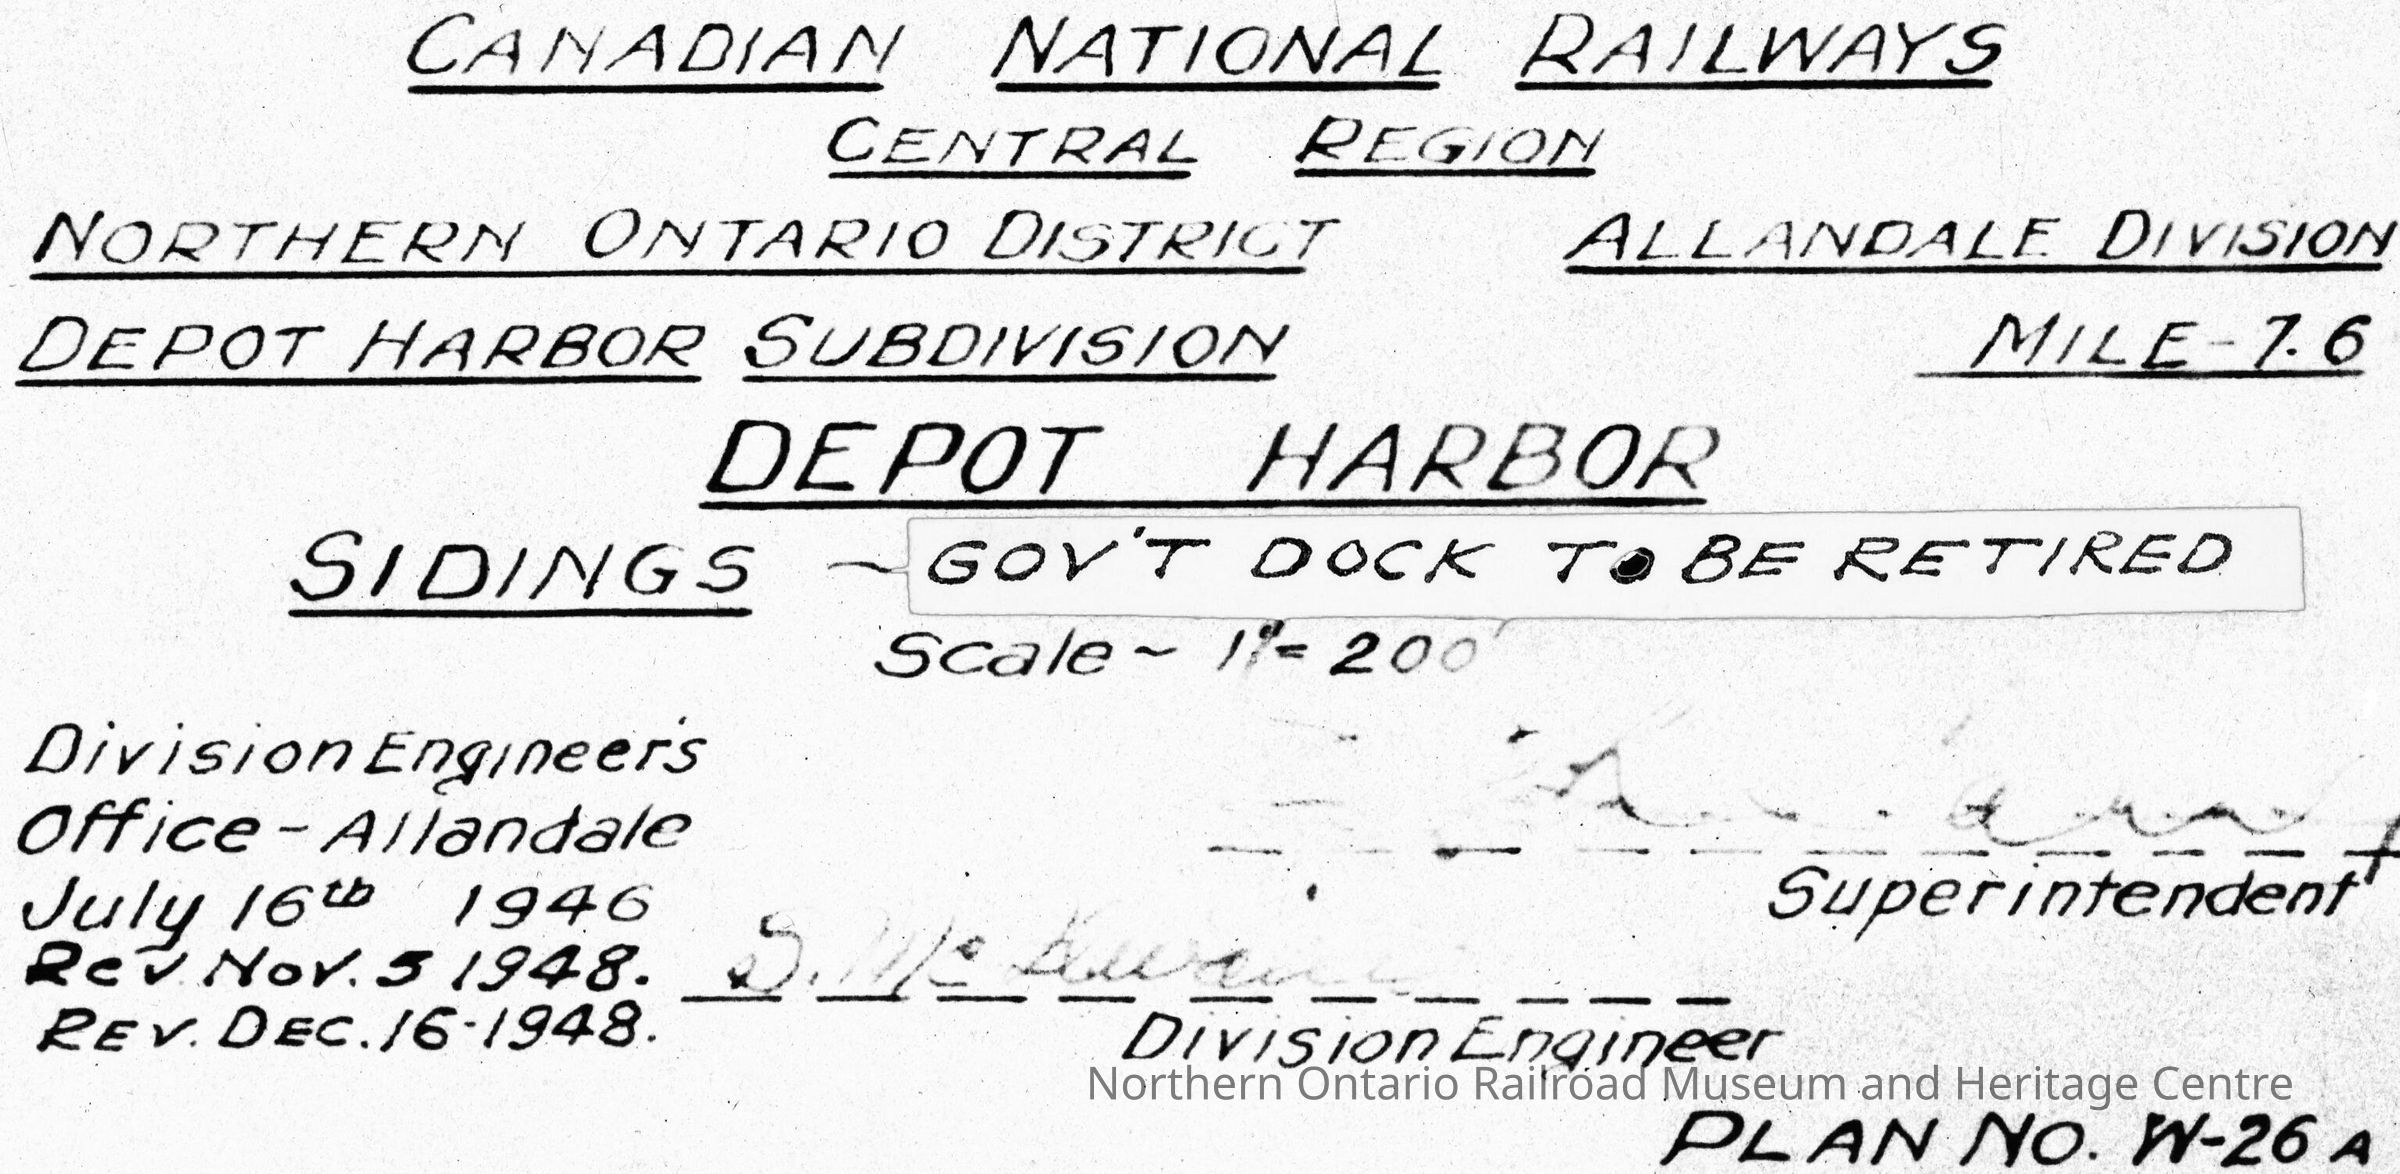 CANADIAN NATIONAL RAILWAYS
CENTRAL REGION
NORTHERN ONTARIO DISTRICT ALLANDALE DIVISION
DEPOT HARBOR SUBDIVISION MILE-7.6
DEPOT HARBOR
SIDINGS ~ GOV'T DOCK TO BE RETIRED
Scale ~ 1"= 200'
Division Engineer's
Office - Allandale
Superintendent
July 16th 1946
Rev Nov. 5 1948.
REV. DEC. 16-1948.
Division Engineer
Northern Ontario Railroad Museum and Heritage Centre
PLAN NO. W-26 A